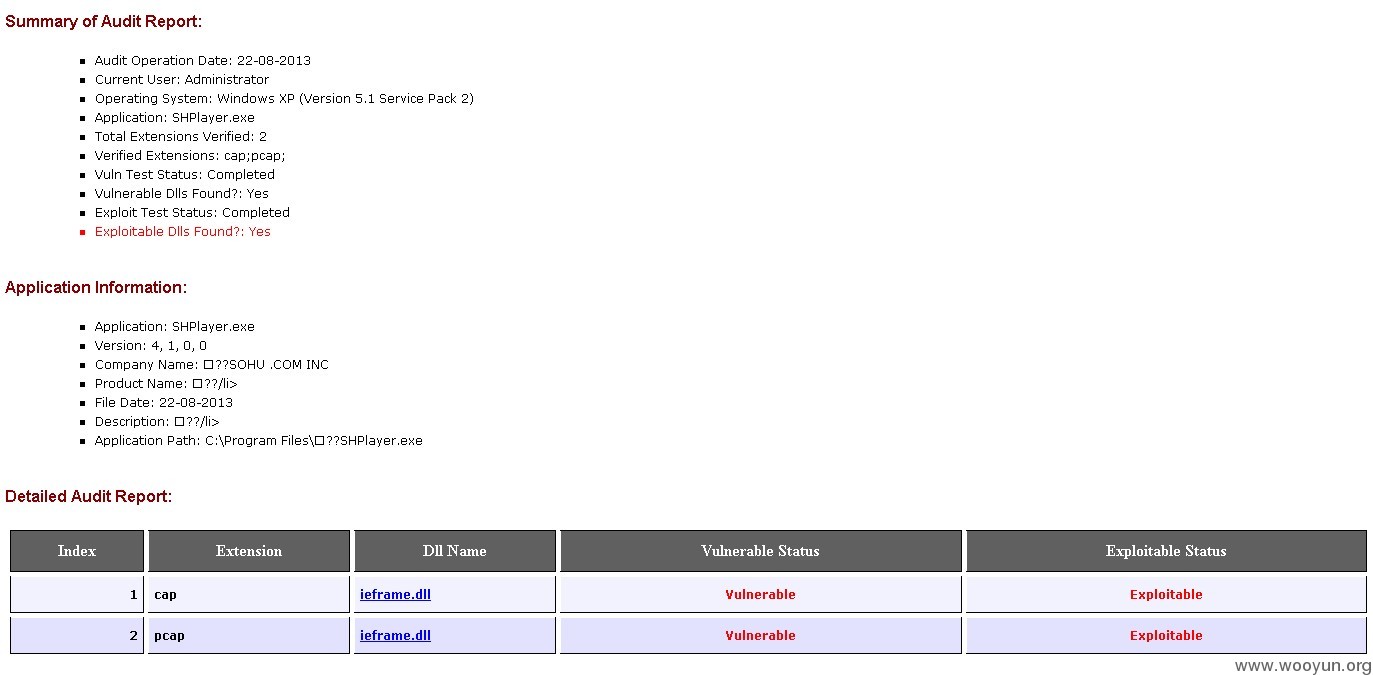 Summary of Audit Report:
Audit Operation Date: 22-08-2013
Current User: Administrator
Operating System: Windows XP (Version 5.1 Service Pack 2)
Application: SHPlayer.exe
Total Extensions Verified: 2
Verified Extensions: cap;pcap;
Vuln Test Status: Completed
Vulnerable Dlls Found?: Yes
Exploit Test Status: Completed
Exploitable Dlls Found?: Yes
Application Information:
Application: SHPlayer.exe
Version: 4, 1, 0, 0
Company Name: □??SOHU .COM INC
Product Name: □??/li>
File Date: 22-08-2013
Description: □??/li>
Application Path: C:\Program Files\□??SHPlayer.exe
Detailed Audit Report:
Index Extension Dll Name Vulnerable Status Exploitable Status
1 cap ieframe.dll Vulnerable Exploitable
2 pcap ieframe.dll Vulnerable Exploitable
www.wooyun.org